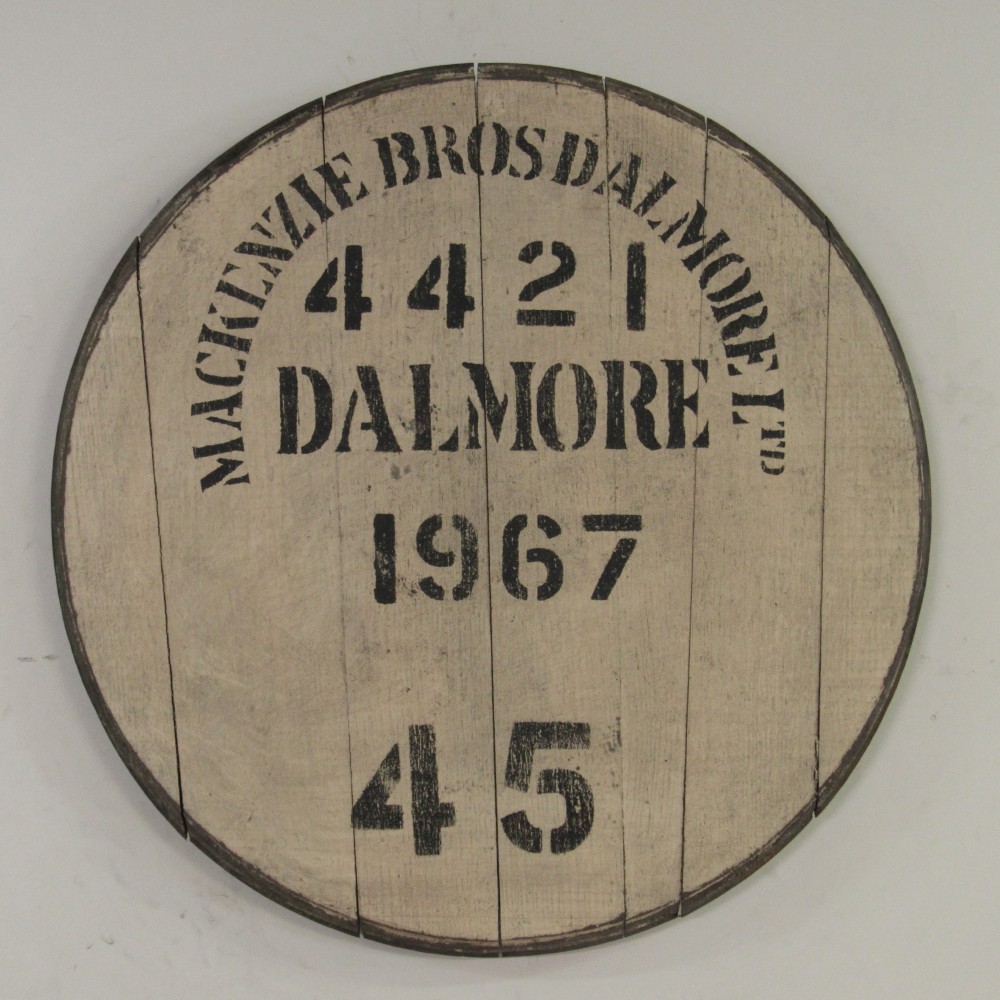 MACKENZIE BROS DALMORE LTD
4421
DALMORE
1967
45